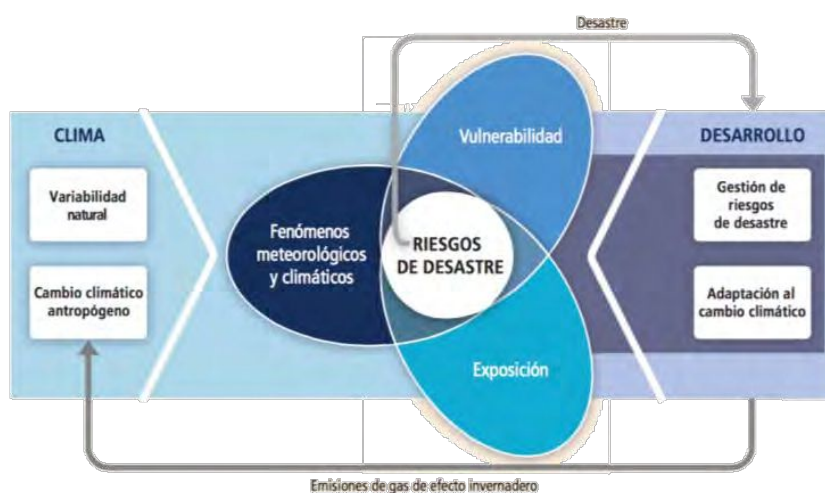 Desastre
CLIMA
Variabilidad
natural
Cambio climático
antropógeno
Fenómenos
meteorológicos
y climáticos
Vulnerabilidad
RIESGOS
DE DESASTRE
Exposición
DESARROLLO
Gestión de
riesgos
de desastre
Adaptación al
cambio climático
Emisiones de gas de efecto invernadero